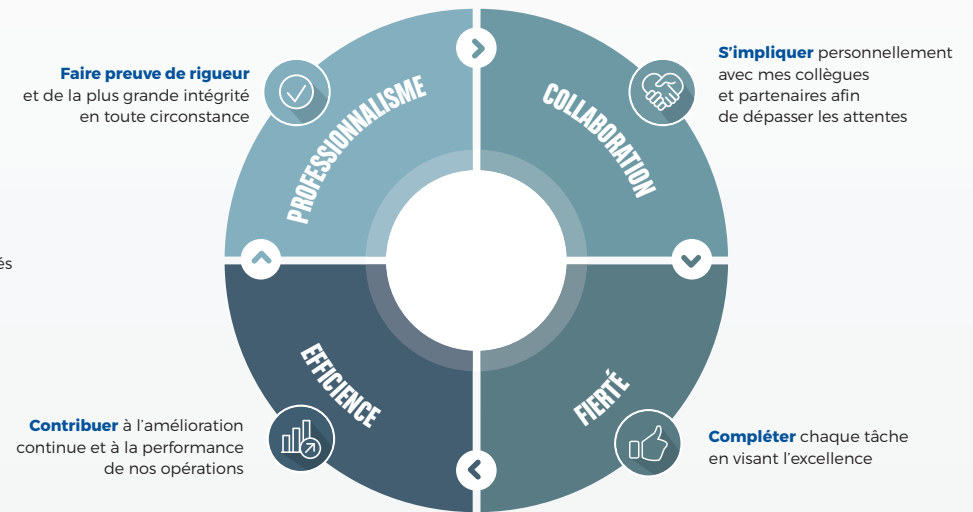 Faire preuve de rigueur
et de la plus grande intégrité
en toute circonstance
PROFESSIONNALISME
COLLABORATION
S'impliquer personnellement
avec mes collègues
et partenaires afin
de dépasser les attentes
EFFICIENCE
FIERTÉ
Contribuer à l'amélioration
continue et à la performance
de nos opérations
Compléter chaque tâche
en visant l'excellence